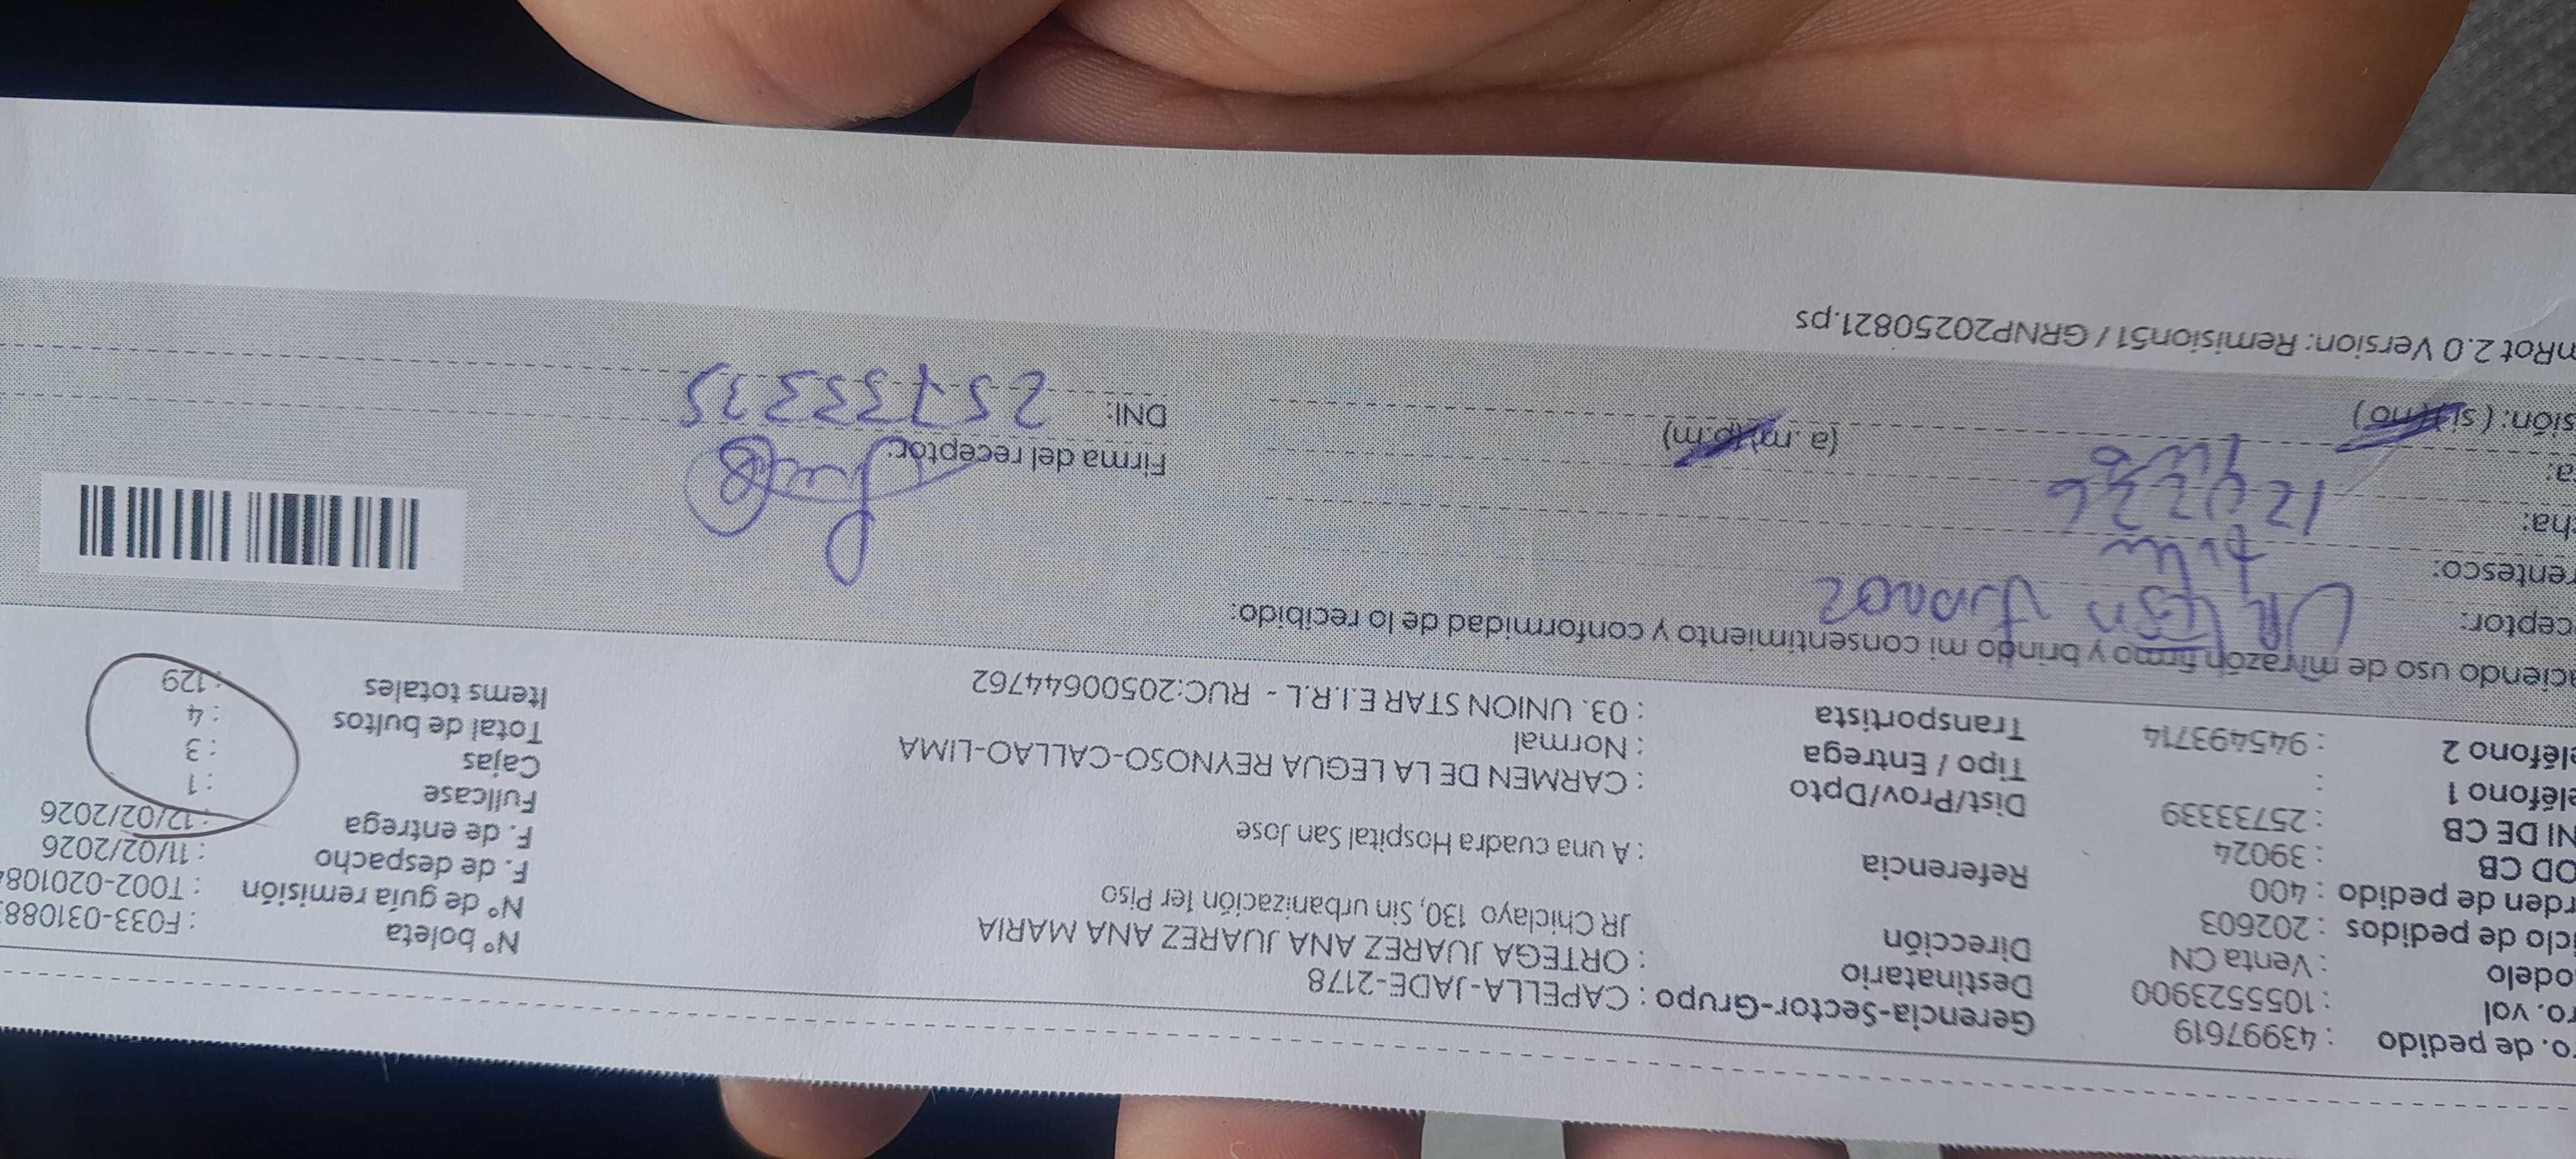 ro. de pedido : 43997619 Gerencia-Sector-Grupo : CAPELLA-JADE-2178
ro. vol : 1055523900 Destinatario : ORTEGA JUAREZ ANA JUAREZ ANA MARIA Nº boleta : F033-031088
odelo : Venta CN Dirección JR Chiclayo 130, Sin urbanización 1er Piso Nº de guía remisión : T002-020108
iclo de pedidos : 202603 F. de despacho : 11/02/2026
rden de pedido : 400 Referencia : A una cuadra Hospital San Jose F. de entrega : 12/02/2026
OD CB : 39024 Fullcase : 1
NI DE CB : 25733339 Dist/Prov/Dpto : CARMEN DE LA LEGUA REYNOSO-CALLAO-LIMA Cajas : 3
eléfono 1 : Tipo / Entrega : Normal Total de bultos : 4
eléfono 2 : 945493714 Transportista : 03. UNION STAR E.I.R.L - RUC:20500644762 Items totales : 129
aciendo uso de mi razón firmo y brindo mi consentimiento y conformidad de lo recibido:
ceptor:
rentesco:
cha: 12 02 26
a: (a.m) (p.m) Firma del receptor:
sión: (si) (no) DNI: 25733335
mRot 2.0 Version: Remision51 / GRNP20250821.ps